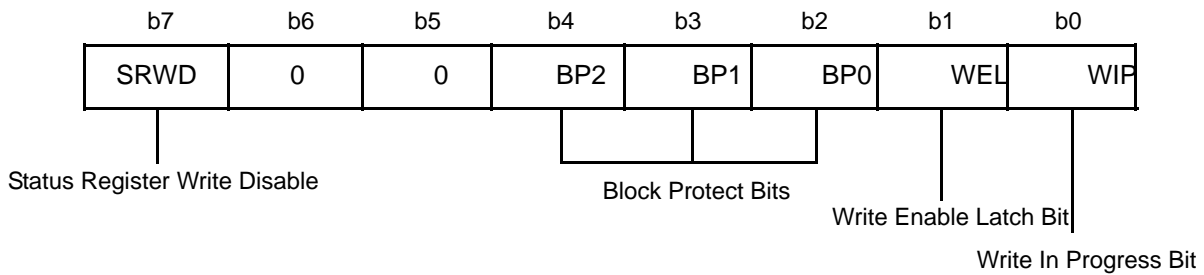 b7 b6 b5 b4 b3 b2 b1 b0
SRWD 0 0 BP2 BP1 BP0 WEL WIP
Status Register Write Disable
Block Protect Bits
Write Enable Latch Bit
Write In Progress Bit